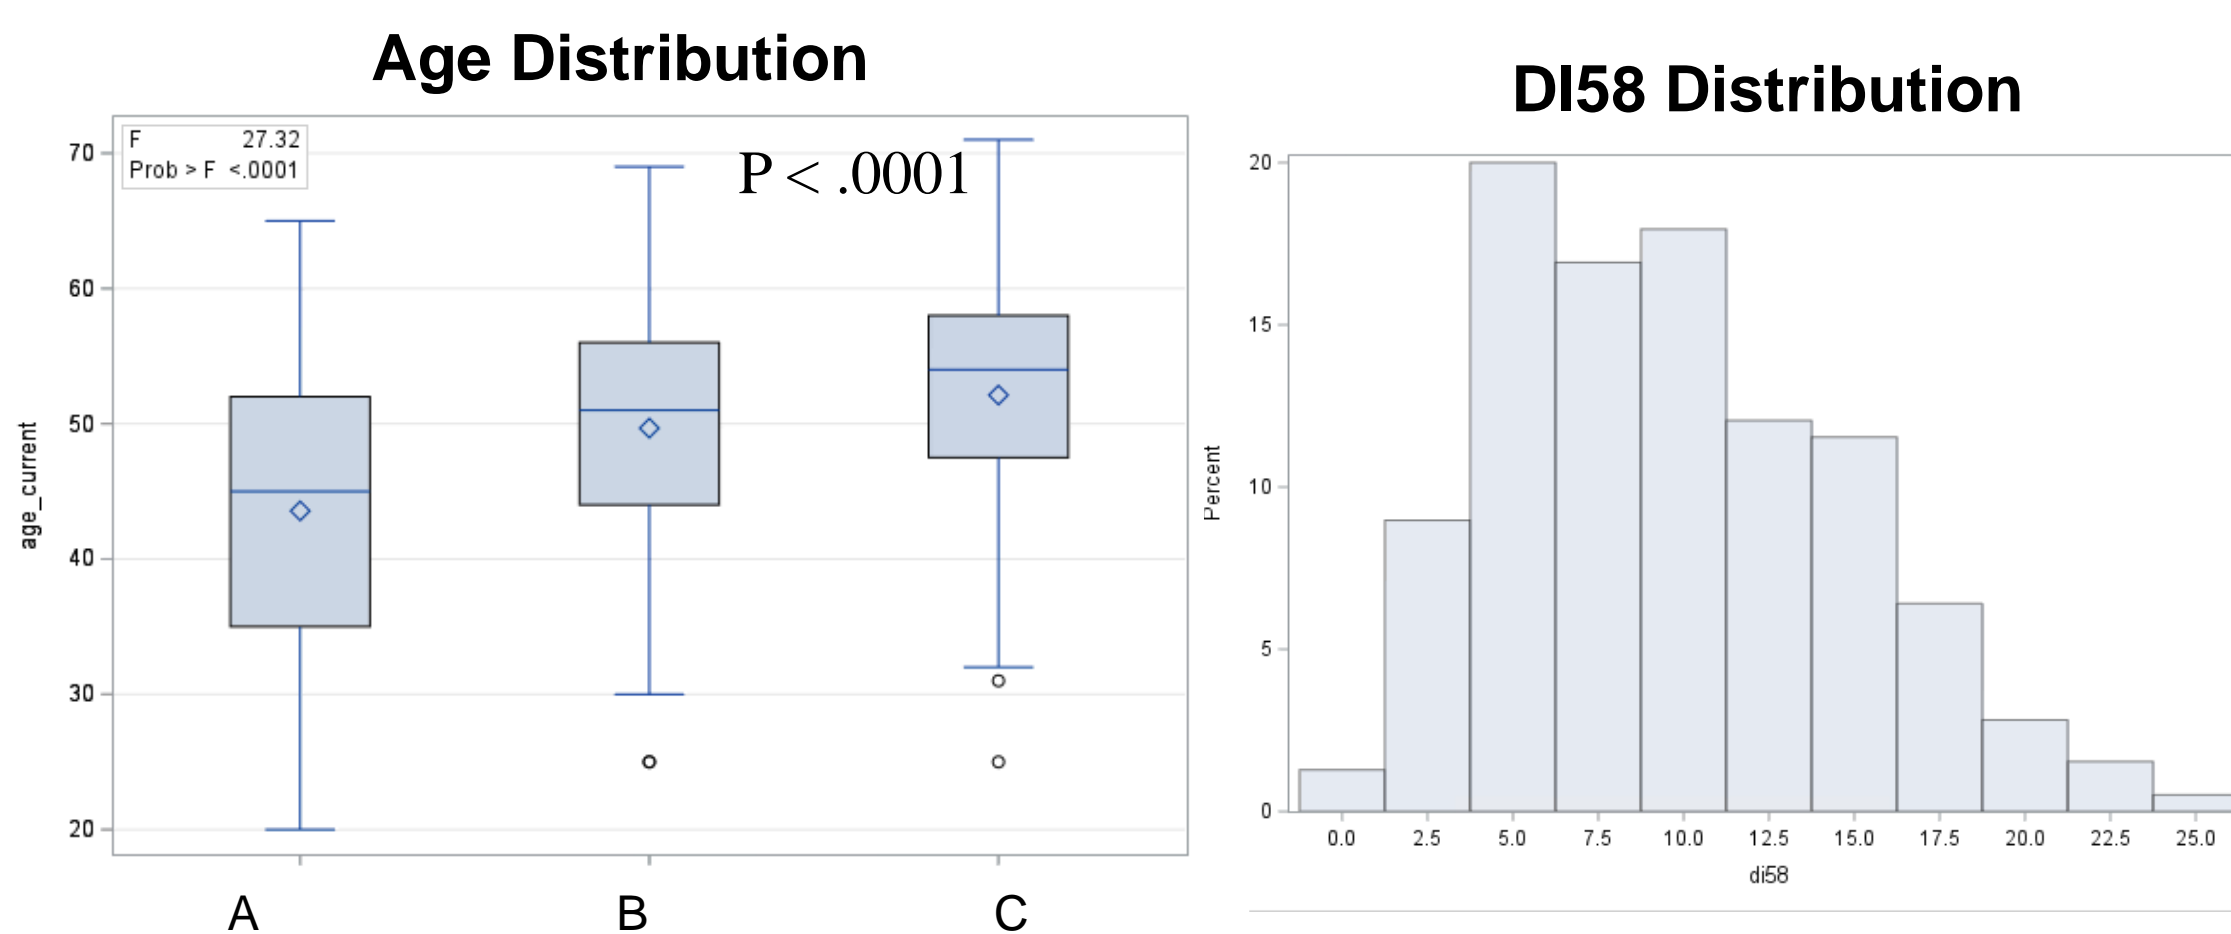 Age Distribution
F 27.32
Prob > F <.0001
P < .0001
70
60
50
40
30
20
age_current
A B C
DI58 Distribution
20
15
10
5
0
Percent
0.0 2.5 5.0 7.5 10.0 12.5 15.0 17.5 20.0 22.5 25.0
di58